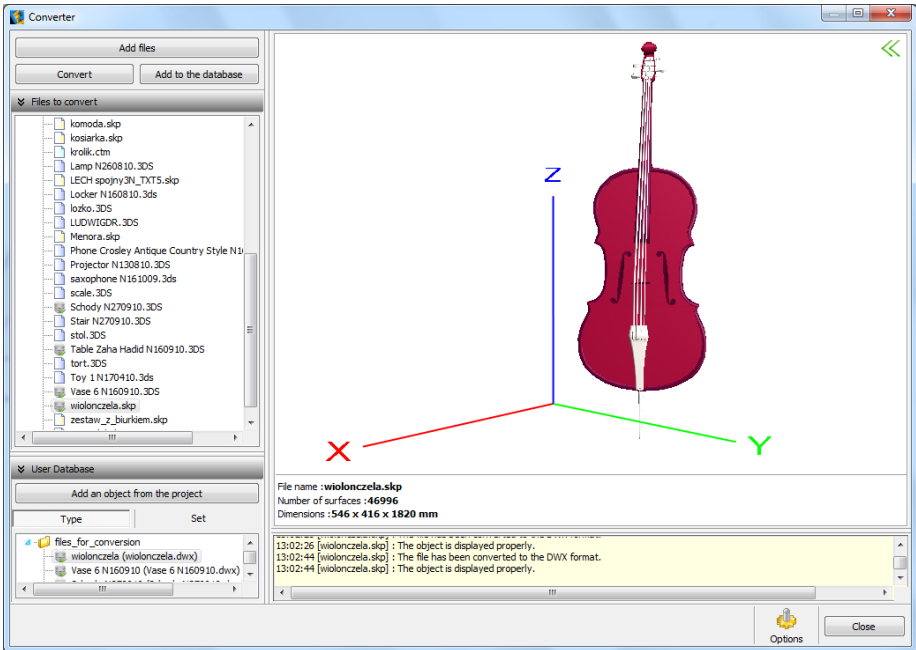 Converter
Add files
Convert
Add to the database
Files to convert
komoda.skp
kosiarka.skp
krolik.ctm
Lamp N260810.3DS
LECH spojny3N_TXT5.skp
Locker N160810.3ds
lozko.3DS
LUDWIGDR.3DS
Menora.skp
Phone Crosley Antique Country Style
Projector N130810.3DS
saxophone N161009.3ds
scale.3DS
Schody N270910.3DS
Stair N270910.3DS
stol.3DS
Table Zaha Hadid N160910.3DS
tort.3DS
Toy 1 N170410.3ds
Vase 6 N160910.3DS
wiolonczela.skp
zestaw_z_biurkiem.skp
User Database
Add an object from the project
Type
Set
files_for_conversion
wiolonczela (wiolonczela.dwx)
Vase 6 N160910 (Vase 6 N160910.dwx)
Z
X
Y
File name :wiolonczela.skp
Number of surfaces :46996
Dimensions :546 x 416 x 1820 mm
13:02:26 [wiolonczela.skp] : The object is displayed properly.
13:02:44 [wiolonczela.skp] : The file has been converted to the DWX format.
13:02:44 [wiolonczela.skp] : The object is displayed properly.
Options
Close